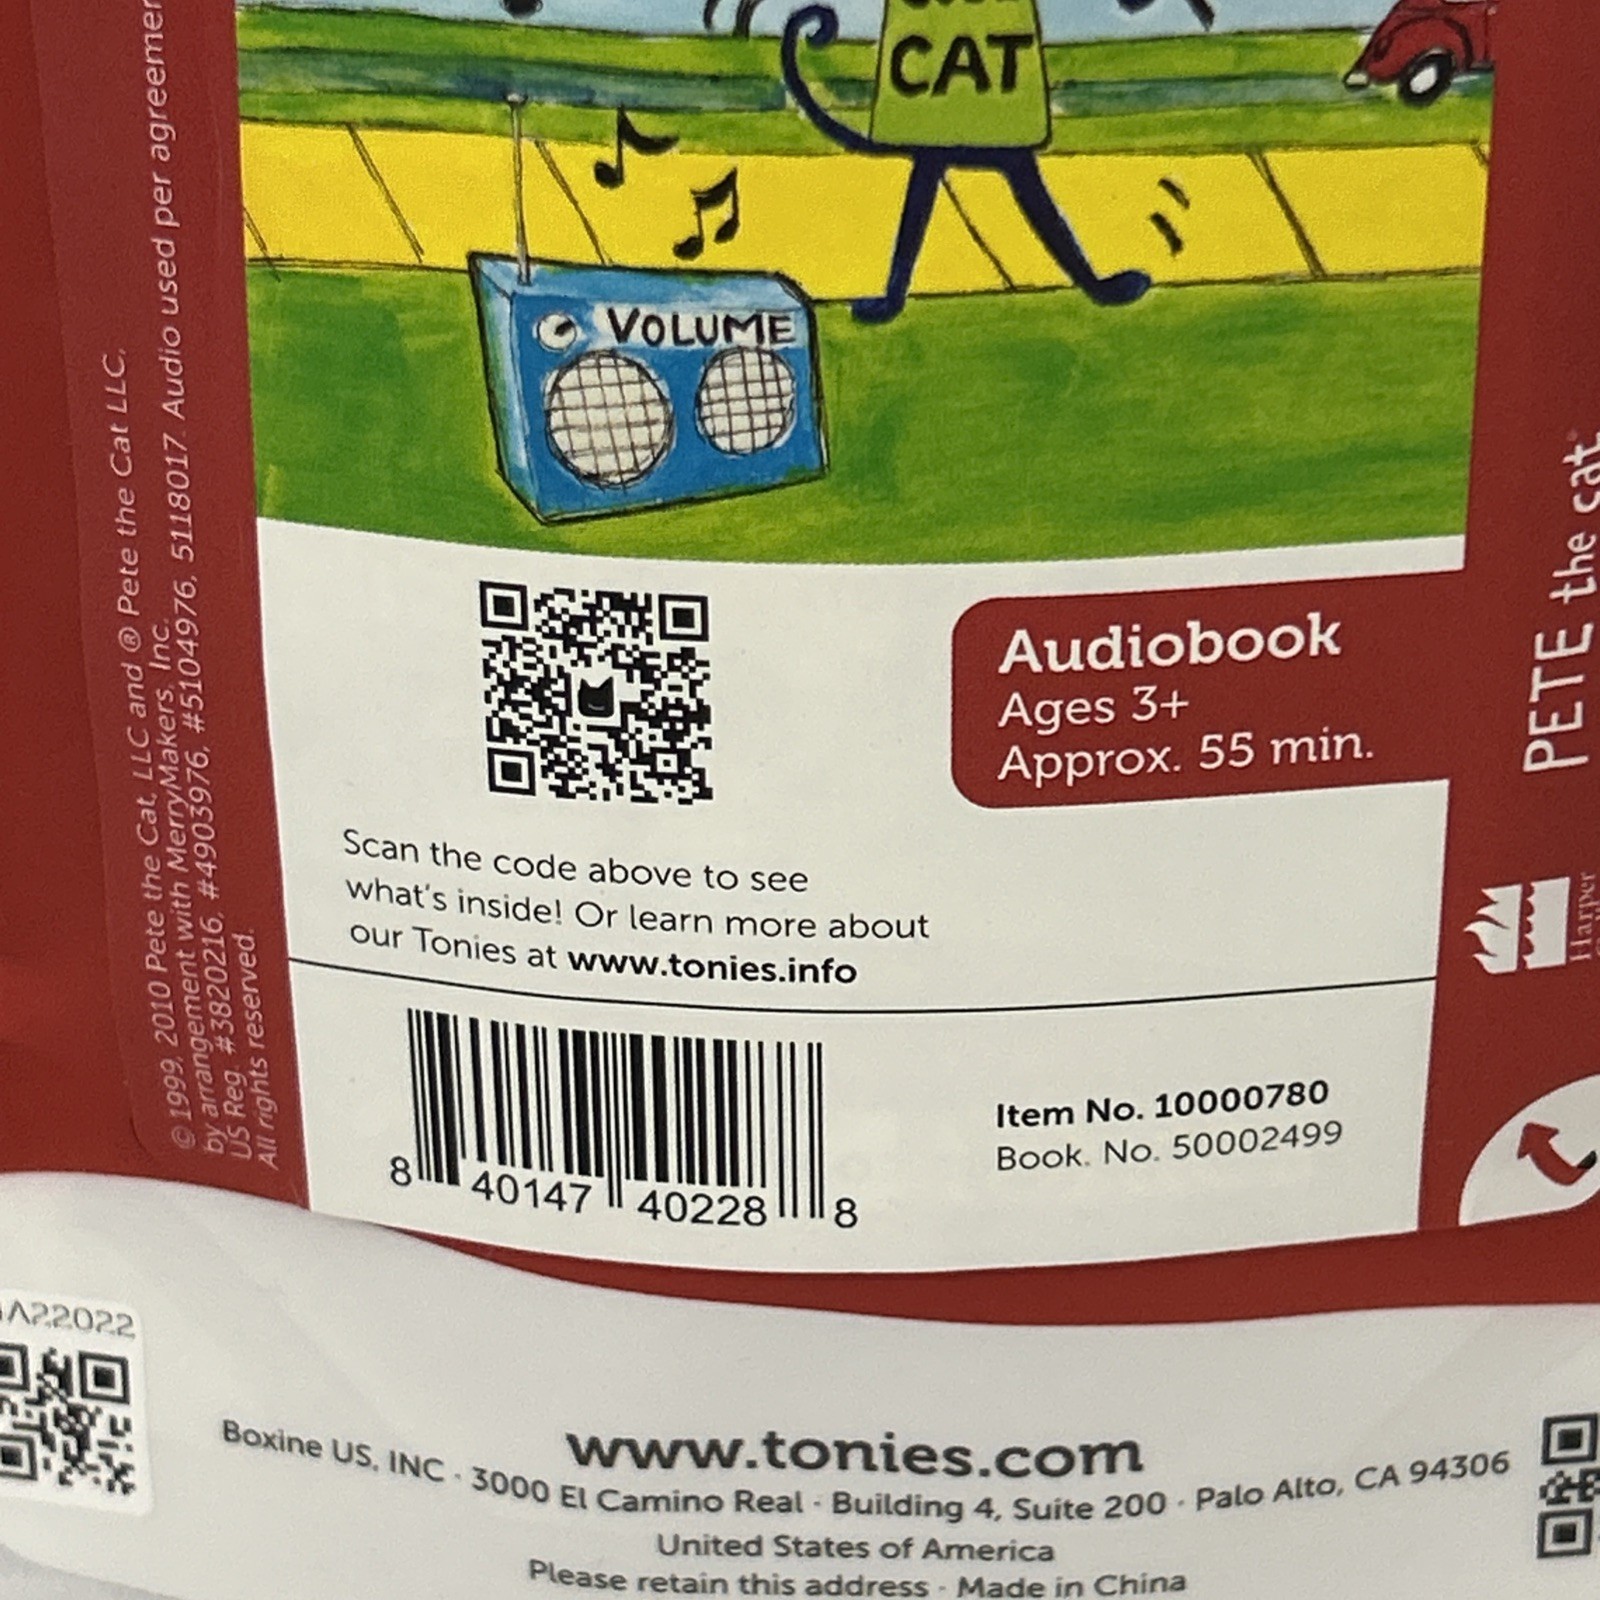 CAT
VOLUME
Audiobook
Ages 3+
Approx. 55 min.
Scan the code above to see
what's inside! Or learn more about
our Tonies at www.tonies.info
8 40147 40228 8
Item No. 10000780
Book. No. 50002499
© 1999, 2010 Pete the Cat, LLC and ® Pete the Cat LLC,
by arrangement with MerryMakers, Inc.
US Reg. #3820216, #4903976, #5104976, 5118017. Audio used per
All rights reserved.
PETE the cat
Harper
A22022
www.tonies.com
Boxine US, INC · 3000 El Camino Real · Building 4, Suite 200 · Palo Alto, CA 94306
United States of America
Please retain this address · Made in China